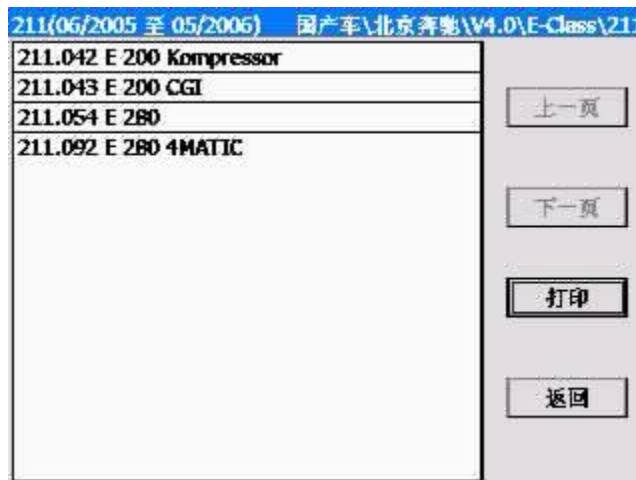 211(06/2005 至 05/2006) 国产车\北京奔驰\V4.0\E-Class\21
211.042 E 200 Kompressor
211.043 E 200 CGI
211.054 E 280
211.092 E 280 4MATIC
上一页
下一页
打印
返回